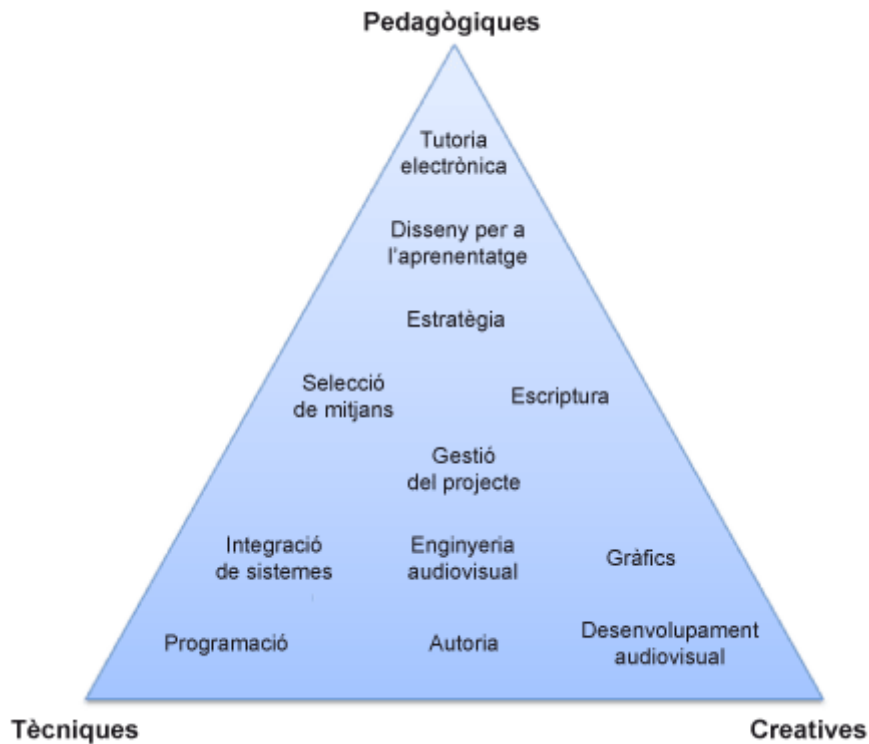 Pedagògiques
Tutoria
electrònica
Disseny per a
l'aprenentatge
Estratègia
Selecció
de mitjans
Escriptura
Gestió
del projecte
Integració
de sistemes
Enginyeria
audiovisual
Gràfics
Programació
Autoria
Desenvolupament
audiovisual
Tècniques
Creatives